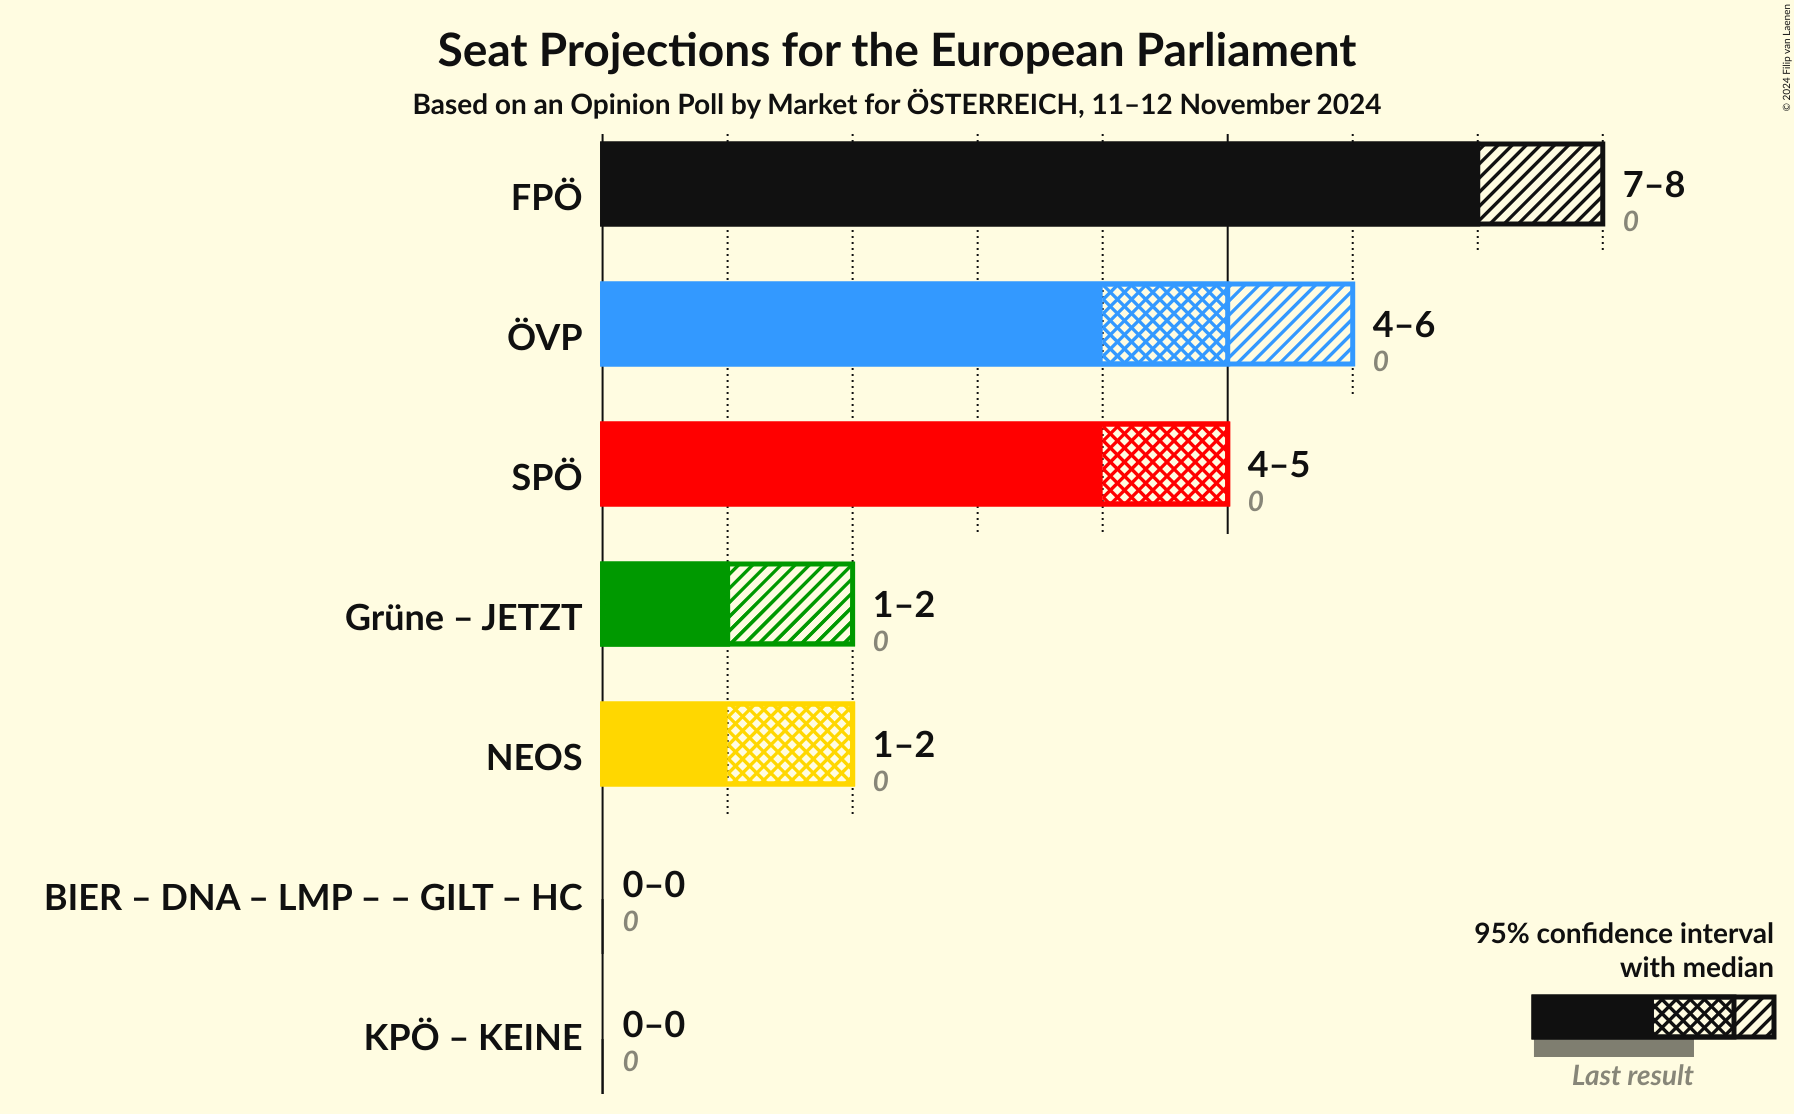 Seat Projections for the European Parliament
Based on an Opinion Poll by Market for ÖSTERREICH, 11–12 November 2024
© 2024 Filip van Laenen
FPÖ
7–8
0
ÖVP
4–6
0
SPÖ
4–5
0
Grüne – JETZT
1–2
0
NEOS
1–2
0
BIER – DNA – LMP – – GILT – HC
0–0
0
KPÖ – KEINE
0–0
0
95% confidence interval
with median
Last result